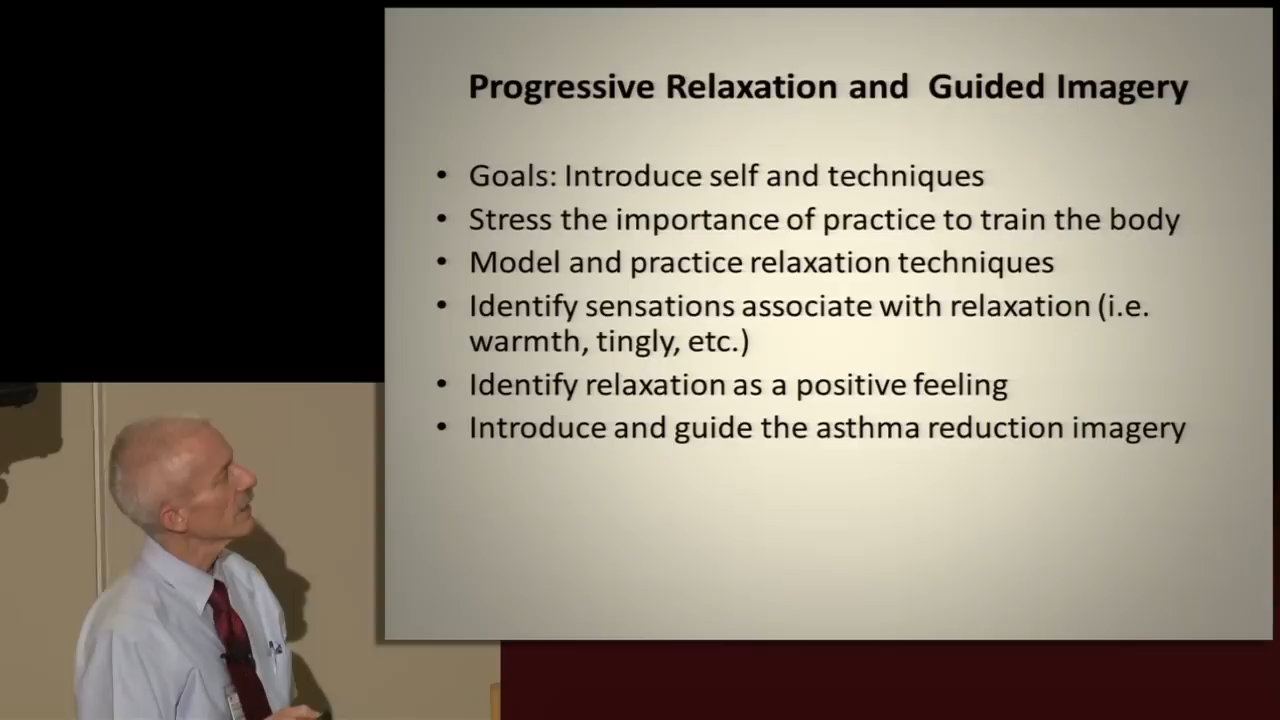 Progressive Relaxation and  Guided Imagery
• Goals: Introduce self and techniques
• Stress the importance of practice to train the body
• Model and practice relaxation techniques
• Identify sensations associate with relaxation (i.e.
warmth, tingly, etc.)
• Identify relaxation as a positive feeling
• Introduce and guide the asthma reduction imagery